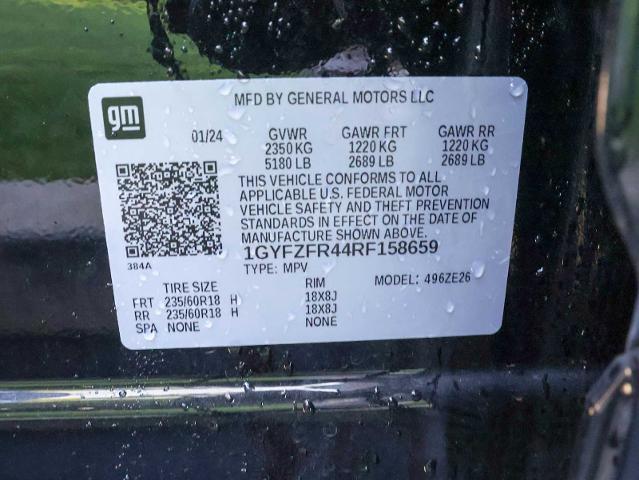 gm
MFD BY GENERAL MOTORS LLC
01/24 GVWR GAWR FRT GAWR RR
2350 KG 1220 KG 1220 KG
5180 LB 2689 LB 2689 LB
THIS VEHICLE CONFORMS TO ALL
APPLICABLE U.S. FEDERAL MOTOR
VEHICLE SAFETY AND THEFT PREVENTION
STANDARDS IN EFFECT ON THE DATE OF
MANUFACTURE SHOWN ABOVE.
1GYFZFR44RF158659
384A
TYPE: MPV MODEL: 496ZE26
TIRE SIZE RIM
FRT 235/60R18 H 18X8J
RR 235/60R18 H 18X8J
SPA NONE NONE